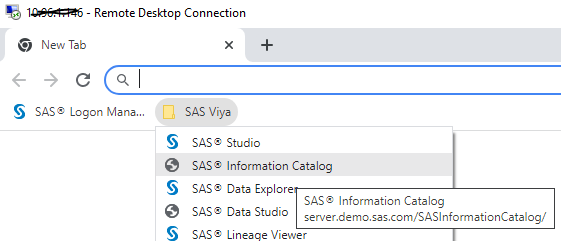 10.96.1.146 - Remote Desktop Connection
New Tab
SAS® Logon Mana...
SAS Viya
SAS® Studio
SAS® Information Catalog
SAS® Data Explorer
SAS® Data Studio
SAS® Lineage Viewer
SAS® Information Catalog
server.demo.sas.com/SASInformationCatalog/